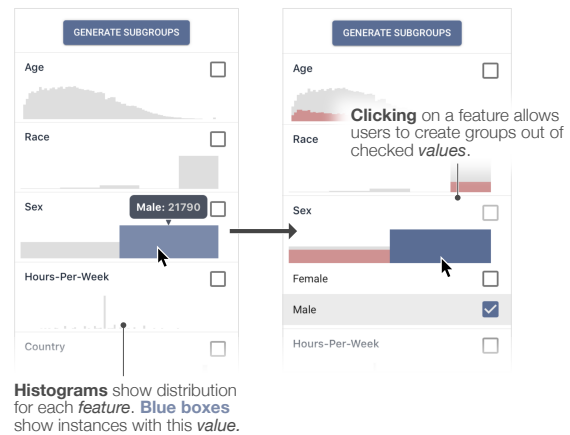 GENERATE SUBGROUPS
Age
Race
Sex
Male: 21790
Hours-Per-Week
Country
Histograms show distribution
for each feature. Blue boxes
show instances with this value.
GENERATE SUBGROUPS
Age
Clicking on a feature allows
users to create groups out of
checked values.
Race
Sex
Female
Male
Hours-Per-Week